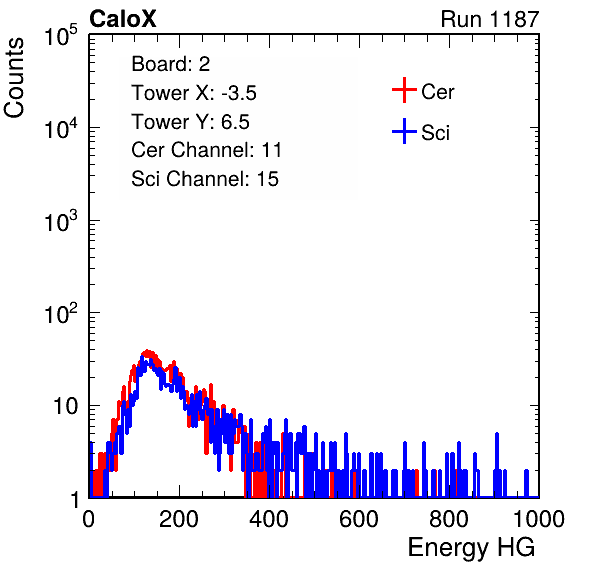 CaloX Run 1187
Board: 2
Tower X: -3.5
Tower Y: 6.5
Cer Channel: 11
Sci Channel: 15
Cer
Sci
Counts
10^5
10^4
10^3
10^2
10
1
0 200 400 600 800 1000
Energy HG